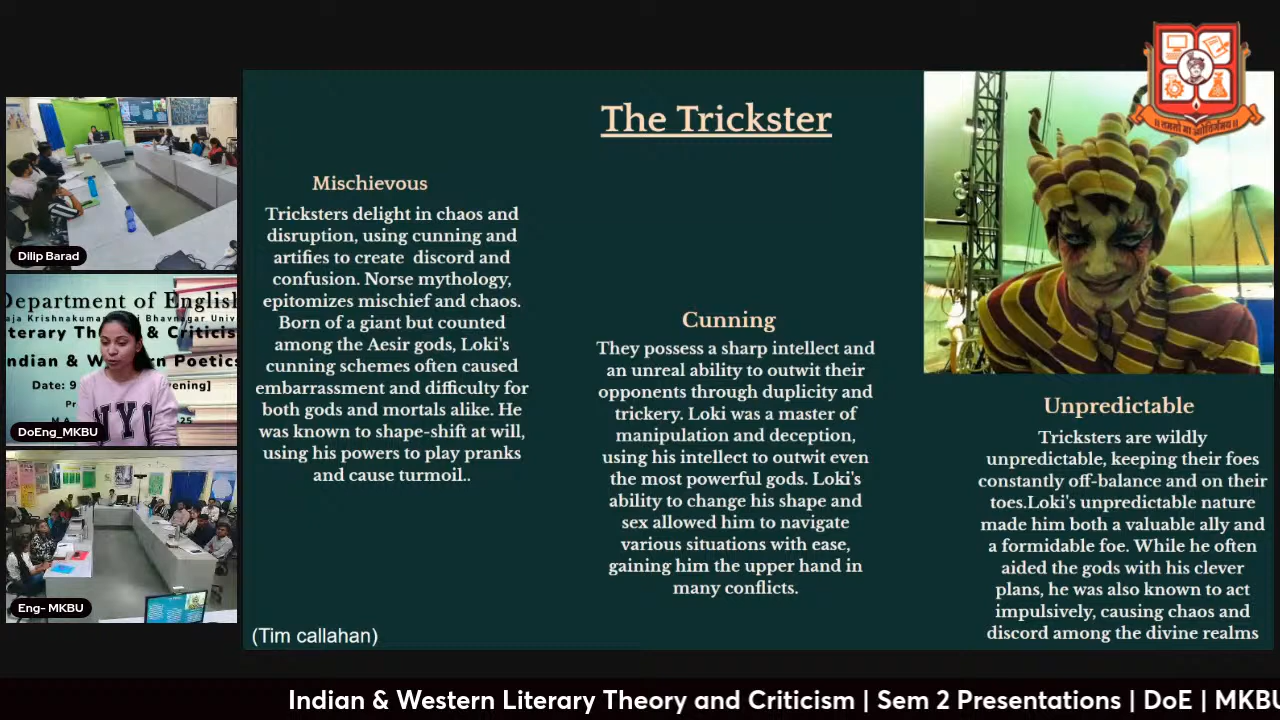 The Trickster
Mischievous
Tricksters delight in chaos and
disruption, using cunning and
artifies to create discord and
confusion. Norse mythology,
epitomizes mischief and chaos.
Born of a giant but counted
among the Aesir gods, Loki's
cunning schemes often caused
embarrassment and difficulty for
both gods and mortals alike. He
was known to shape-shift at will,
using his powers to play pranks
and cause turmoil..
Cunning
They possess a sharp intellect and
an unreal ability to outwit their
opponents through duplicity and
trickery. Loki was a master of
manipulation and deception,
using his intellect to outwit even
the most powerful gods. Loki's
ability to change his shape and
sex allowed him to navigate
various situations with ease,
gaining him the upper hand in
many conflicts.
Unpredictable
Tricksters are wildly
unpredictable, keeping their foes
constantly off-balance and on their
toes.Loki's unpredictable nature
made him both a valuable ally and
a formidable foe. While he often
aided the gods with his clever
plans, he was also known to act
impulsively, causing chaos and
discord among the divine realms
(Tim callahan)
Dilip Barad
Department of English
Date: 9
DoEng_MKBU
NYC
Eng- MKBU
॥ तमसो मा ज्योतिर्गमय ॥
Indian & Western Literary Theory and Criticism | Sem 2 Presentations | DoE | MKBU